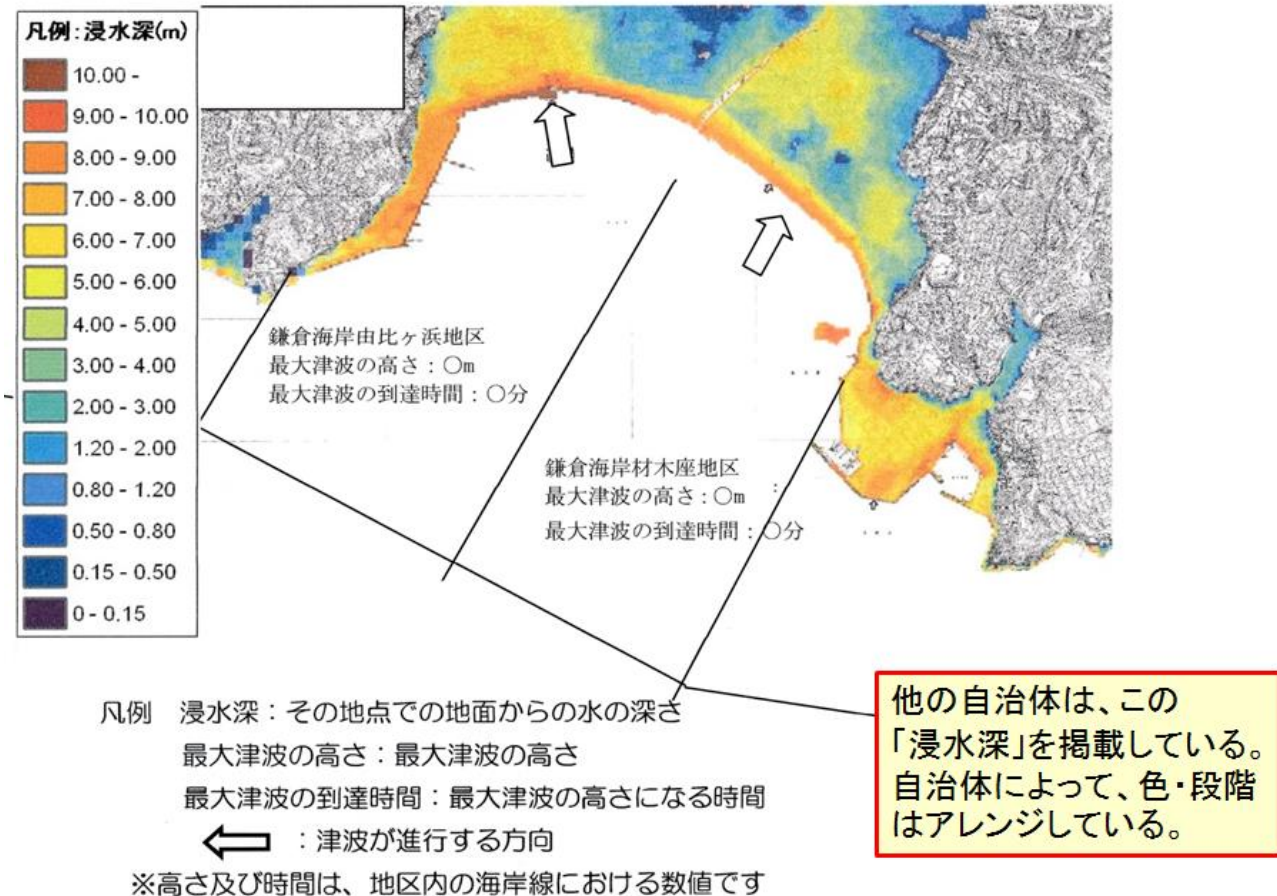 凡例:浸水深(m)
10.00 -
9.00 - 10.00
8.00 - 9.00
7.00 - 8.00
6.00 - 7.00
5.00 - 6.00
4.00 - 5.00
3.00 - 4.00
2.00 - 3.00
1.20 - 2.00
0.80 - 1.20
0.50 - 0.80
0.15 - 0.50
0 - 0.15
鎌倉海岸由比ヶ浜地区
最大津波の高さ:〇m
最大津波の到達時間:〇分
鎌倉海岸材木座地区
最大津波の高さ:〇m
最大津波の到達時間:〇分
凡例 浸水深:その地点での地面からの水の深さ
最大津波の高さ:最大津波の高さ
最大津波の到達時間:最大津波の高さになる時間
:津波が進行する方向
※高さ及び時間は、地区内の海岸線における数値です
他の自治体は、この
「浸水深」を掲載している。
自治体によって、色・段階
はアレンジしている。